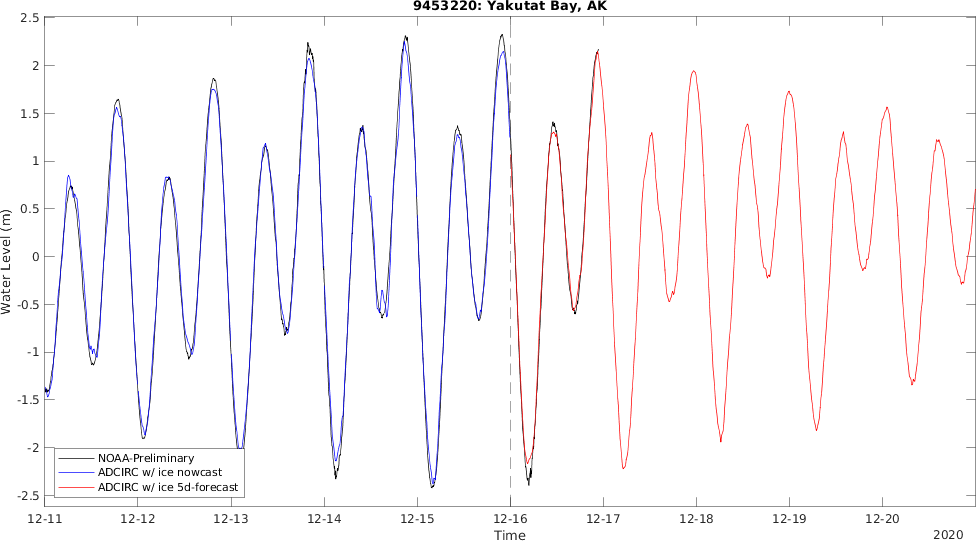 9453220: Yakutat Bay, AK
2.5
2
1.5
1
0.5
0
-0.5
-1
-1.5
-2
-2.5
Water Level (m)
NOAA-Preliminary
ADCIRC w/ ice nowcast
ADCIRC w/ ice 5d-forecast
12-11 12-12 12-13 12-14 12-15 12-16 12-17 12-18 12-19 12-20
Time
2020